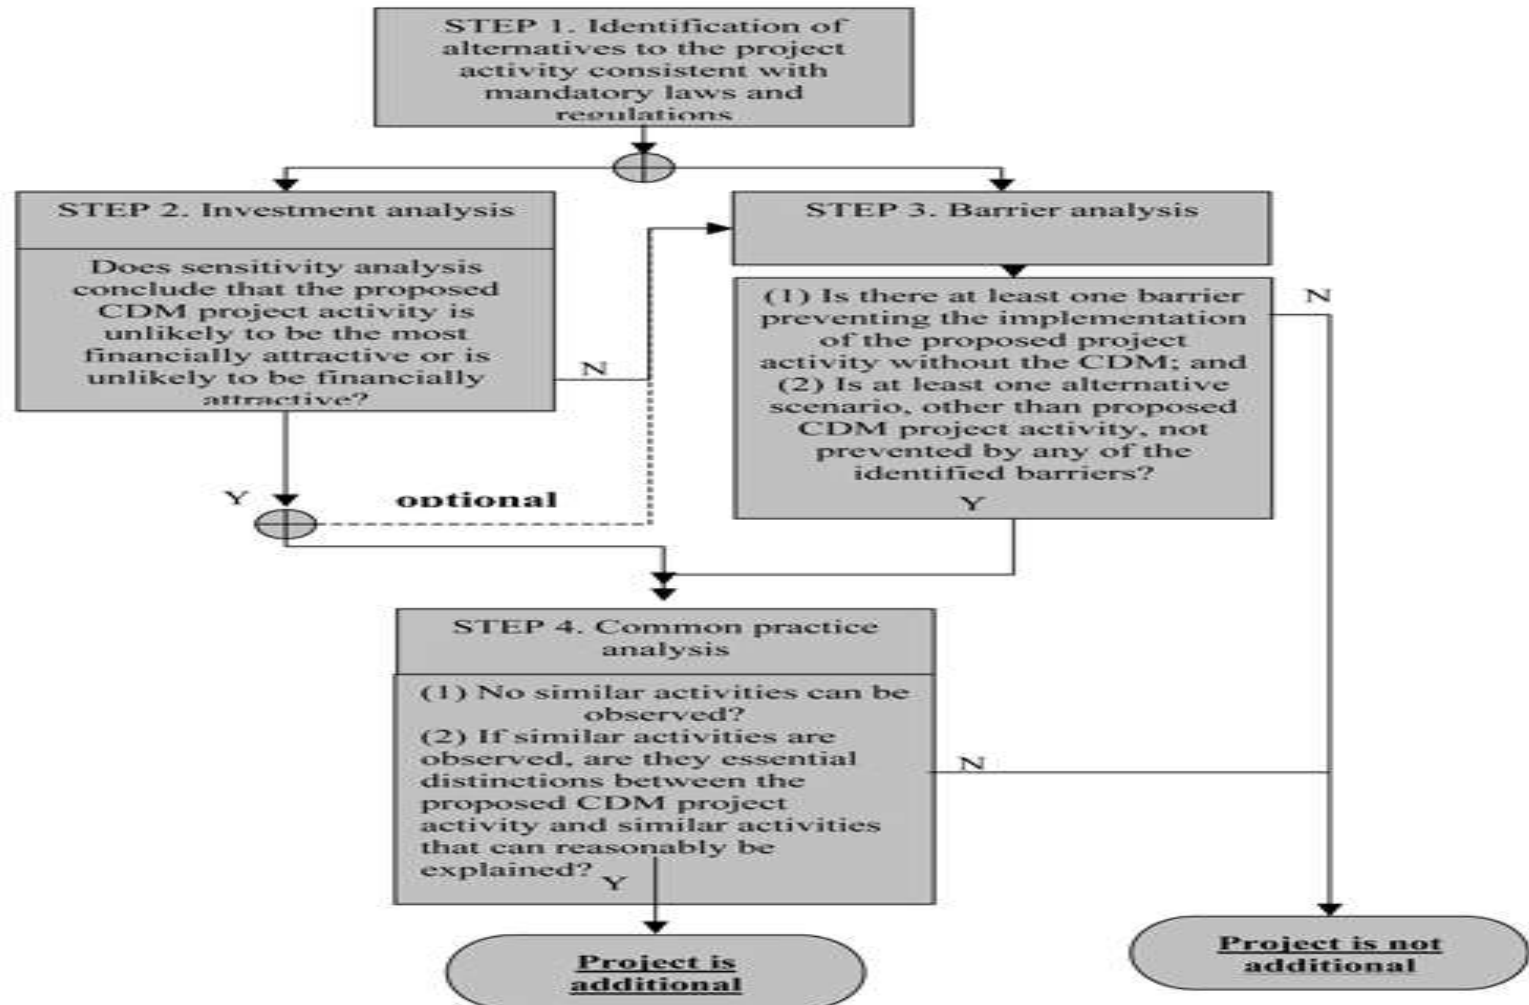 STEP 1. Identification of
alternatives to the project
activity consistent with
mandatory laws and
regulations
STEP 2. Investment analysis
Does sensitivity analysis
conclude that the proposed
CDM project activity is
unlikely to be the most
financially attractive or is
unlikely to be financially
attractive?
N
Y
optional
STEP 3. Barrier analysis
(1) Is there at least one barrier
preventing the implementation
of the proposed project
activity without the CDM; and
(2) Is at least one alternative
scenario, other than proposed
CDM project activity, not
prevented by any of the
identified barriers?
Y
N
STEP 4. Common practice
analysis
(1) No similar activities can be
observed?
(2) If similar activities are
observed, are they essential
distinctions between the
proposed CDM project
activity and similar activities
that can reasonably be
explained?
Y
N
Project is
additional
Project is not
additional